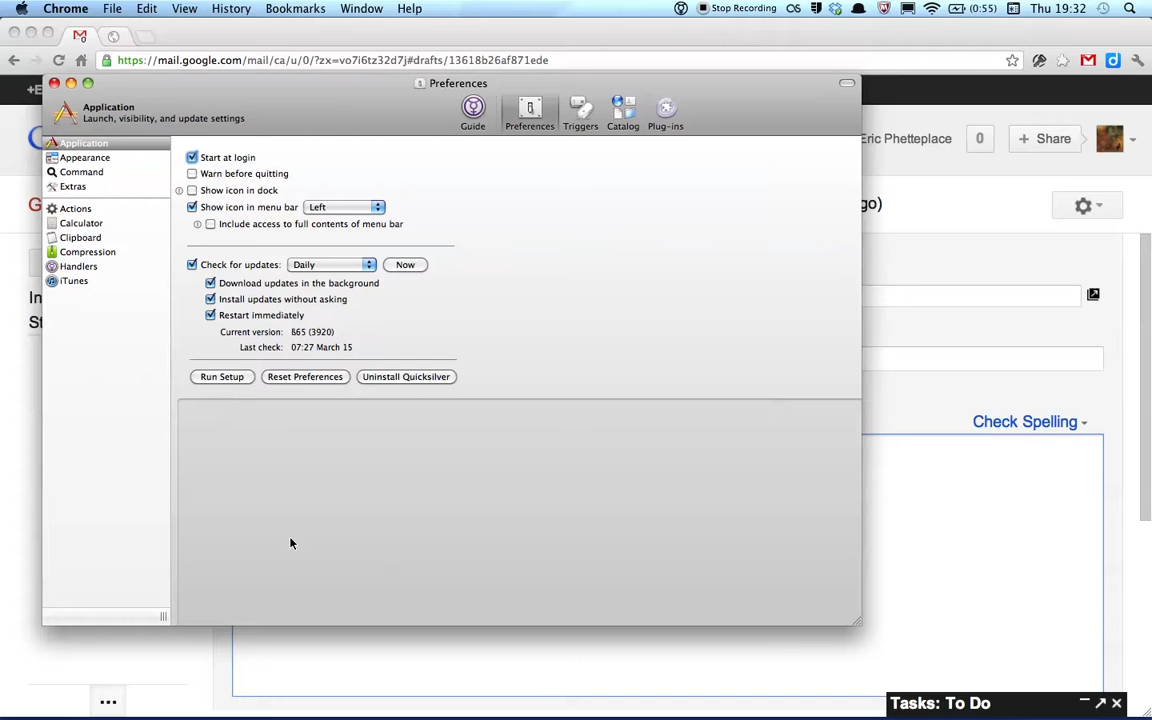 Chrome File Edit View History Bookmarks Window Help Stop Recording (0:55) Thu 19:32
https://mail.google.com/mail/ca/u/0/?zx=vo7i6tz32d7j#drafts/13618b26af871ede
Preferences
Application
Launch, visibility, and update settings
Guide Preferences Triggers Catalog Plug-ins
Eric Phetteplace 0 + Share
Application
Appearance
Command
Extras
Actions
Calculator
Clipboard
Compression
Handlers
iTunes
Start at login
Warn before quitting
Show icon in dock
Show icon in menu bar Left
Include access to full contents of menu bar
Check for updates: Daily Now
Download updates in the background
Install updates without asking
Restart immediately
Current version: ß65 (3920)
Last check: 07:27 March 15
Run Setup Reset Preferences Uninstall Quicksilver
go)
Check Spelling
Tasks: To Do